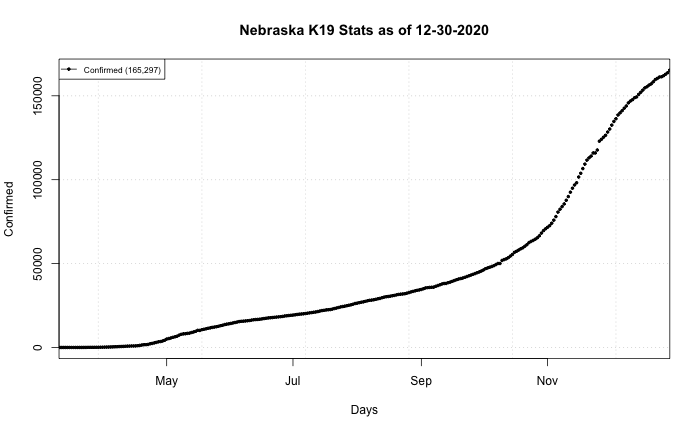 Nebraska K19 Stats as of 12-30-2020
Confirmed (165,297)
150000
100000
50000
0
Confirmed
May Jul Sep Nov
Days